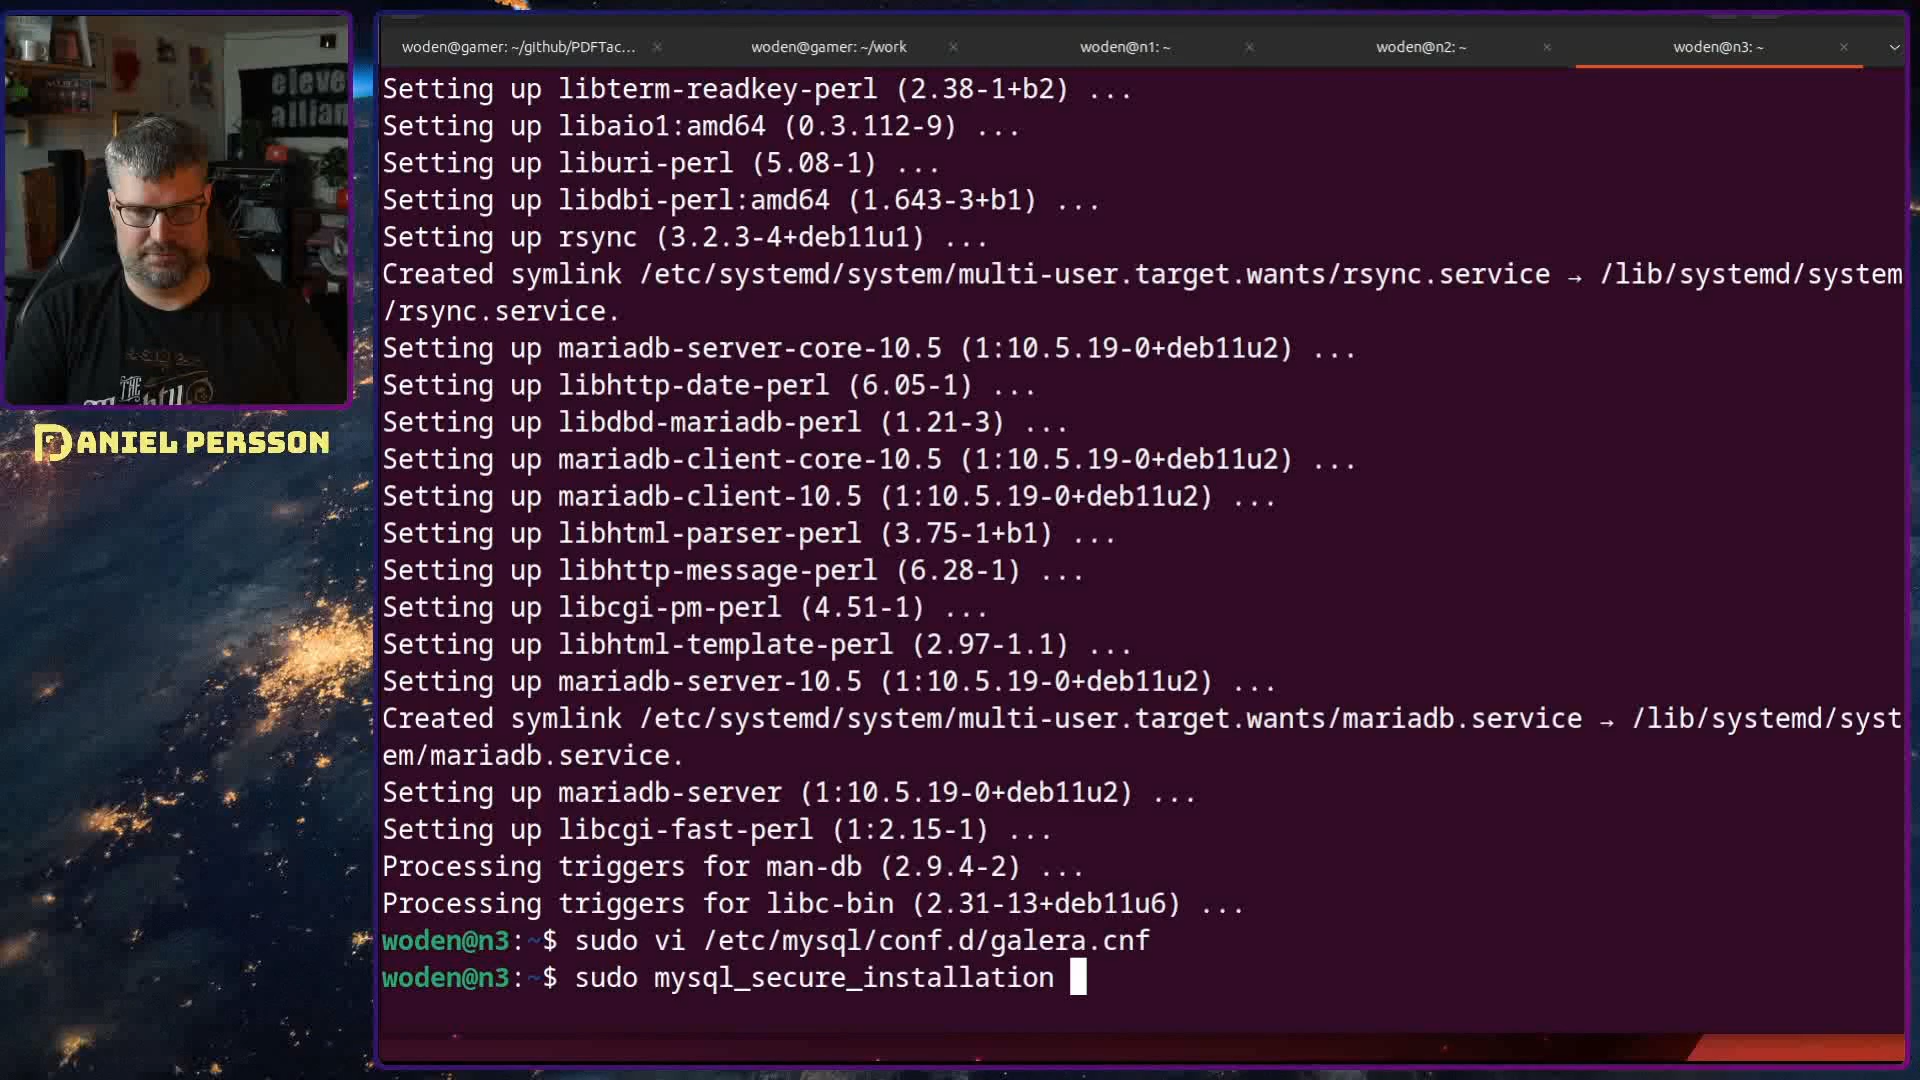 woden@gamer: ~/github/PDFTac... × woden@gamer: ~/work × woden@n1: ~ × woden@n2: ~ × woden@n3: ~ ×
Setting up libterm-readkey-perl (2.38-1+b2) ...
Setting up libaio1:amd64 (0.3.112-9) ...
Setting up liburi-perl (5.08-1) ...
Setting up libdbi-perl:amd64 (1.643-3+b1) ...
Setting up rsync (3.2.3-4+deb11u1) ...
Created symlink /etc/systemd/system/multi-user.target.wants/rsync.service → /lib/systemd/system
/rsync.service.
Setting up mariadb-server-core-10.5 (1:10.5.19-0+deb11u2) ...
Setting up libhttp-date-perl (6.05-1) ...
Setting up libdbd-mariadb-perl (1.21-3) ...
Setting up mariadb-client-core-10.5 (1:10.5.19-0+deb11u2) ...
Setting up mariadb-client-10.5 (1:10.5.19-0+deb11u2) ...
Setting up libhtml-parser-perl (3.75-1+b1) ...
Setting up libhttp-message-perl (6.28-1) ...
Setting up libcgi-pm-perl (4.51-1) ...
Setting up libhtml-template-perl (2.97-1.1) ...
Setting up mariadb-server-10.5 (1:10.5.19-0+deb11u2) ...
Created symlink /etc/systemd/system/multi-user.target.wants/mariadb.service → /lib/systemd/syst
em/mariadb.service.
Setting up mariadb-server (1:10.5.19-0+deb11u2) ...
Setting up libcgi-fast-perl (1:2.15-1) ...
Processing triggers for man-db (2.9.4-2) ...
Processing triggers for libc-bin (2.31-13+deb11u6) ...
woden@n3:~$ sudo vi /etc/mysql/conf.d/galera.cnf
woden@n3:~$ sudo mysql_secure_installation
eleve
allian
THE
DANIEL PERSSON